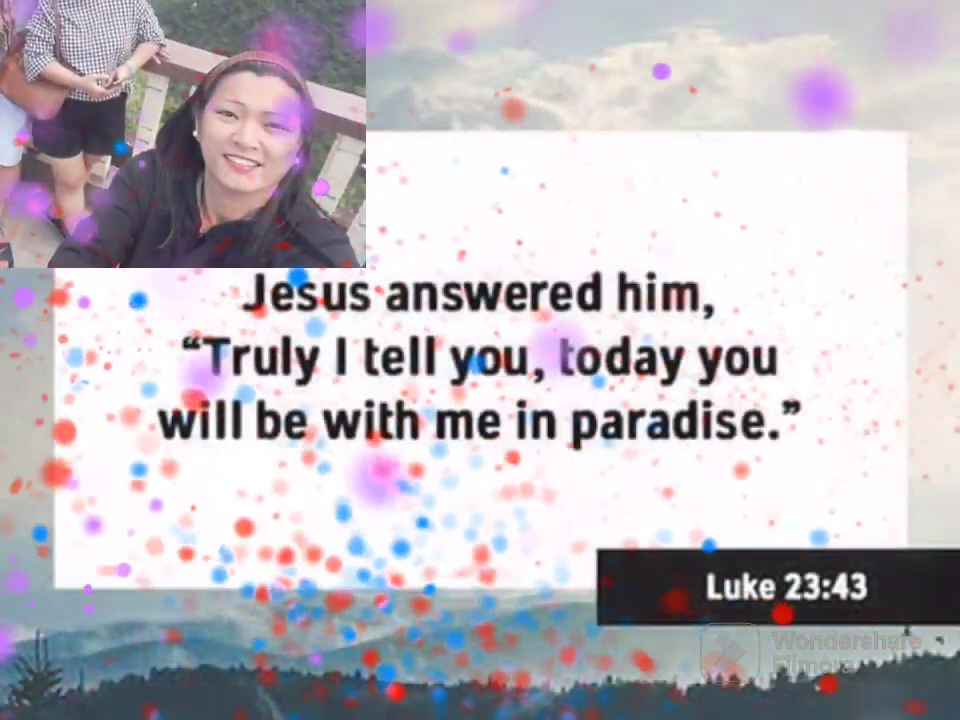 Jesus answered him,
“Truly I tell you, today you
will be with me in paradise.”
Luke 23:43
Wondershare
Filmora